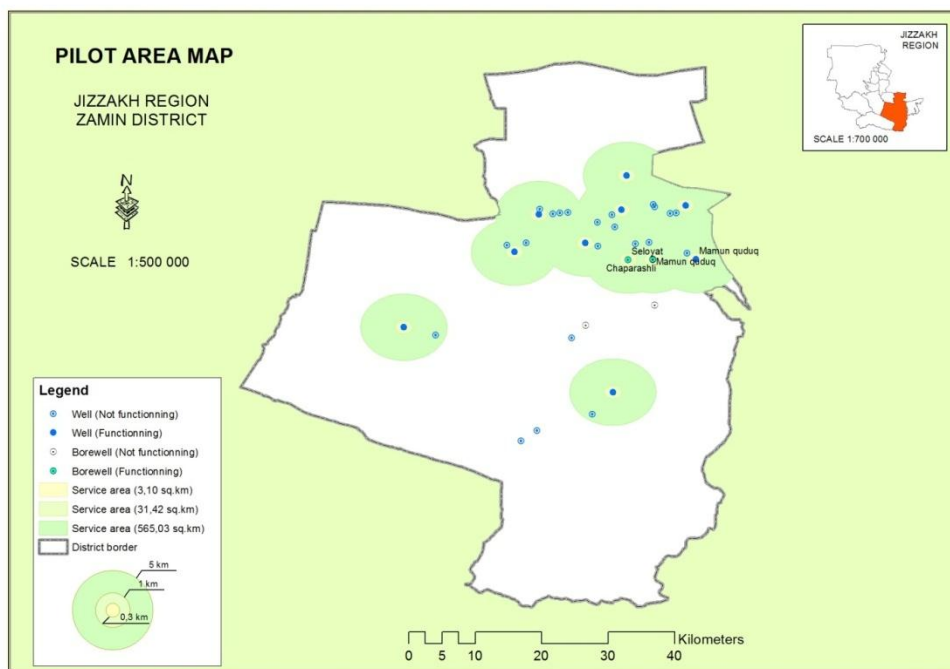 PILOT AREA MAP
JIZZAKH REGION
ZAMIN DISTRICT
N
SCALE 1:500 000
JIZZAKH
REGION
SCALE 1:700 000
Seloyat
Mamun quduq
Chaparashli
Mamun quduq
Legend
Well (Not functionning)
Well (Functionning)
Borewell (Not functionning)
Borewell (Functionning)
Service area (3,10 sq.km)
Service area (31,42 sq.km)
Service area (565,03 sq.km)
District border
5 km
1 km
0,3 km
Kilometers
0 5 10 20 30 40